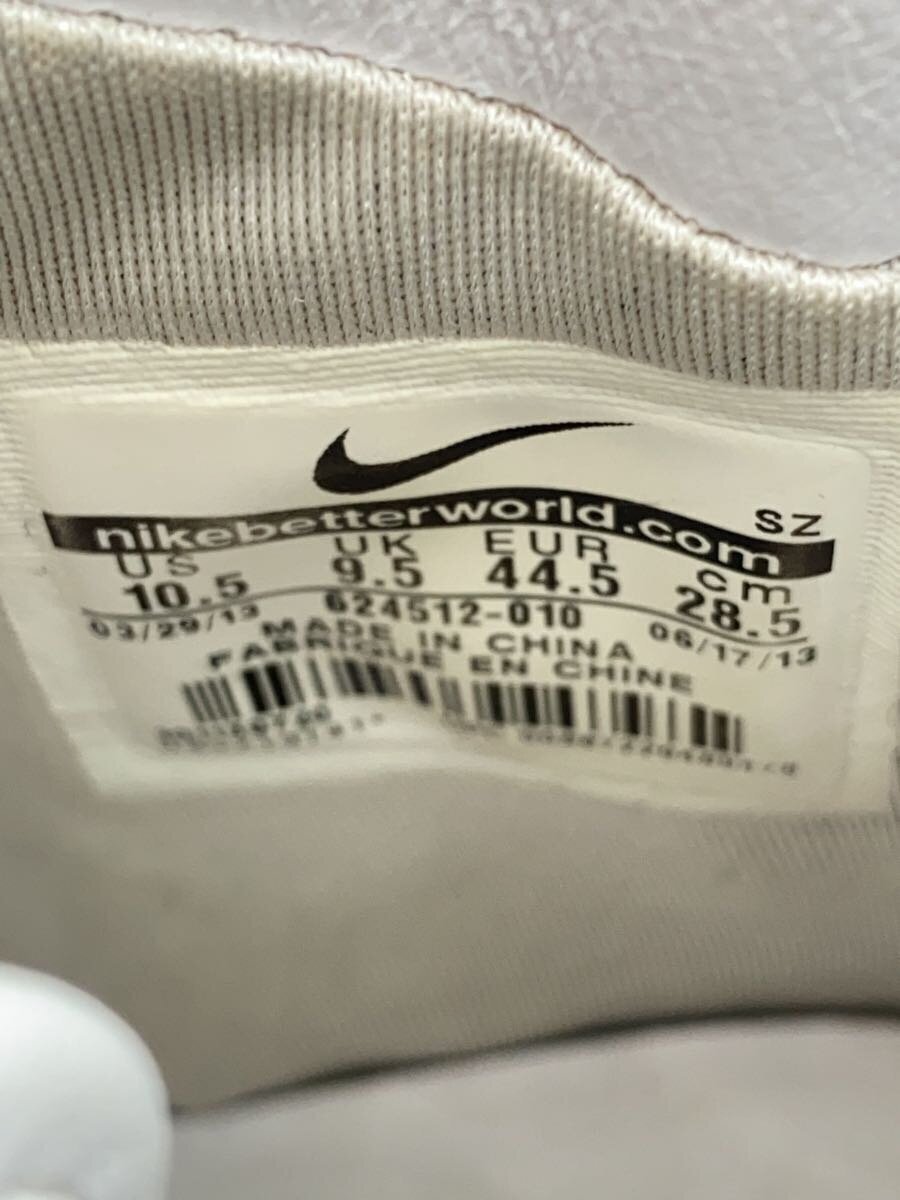 nikebetterworld.com SZ
US UK EUR cm
10.5 9.5 44.5 28.5
03/29/13 624512-010 06/17/13
MADE IN CHINA
FABRIQUE EN CHINE